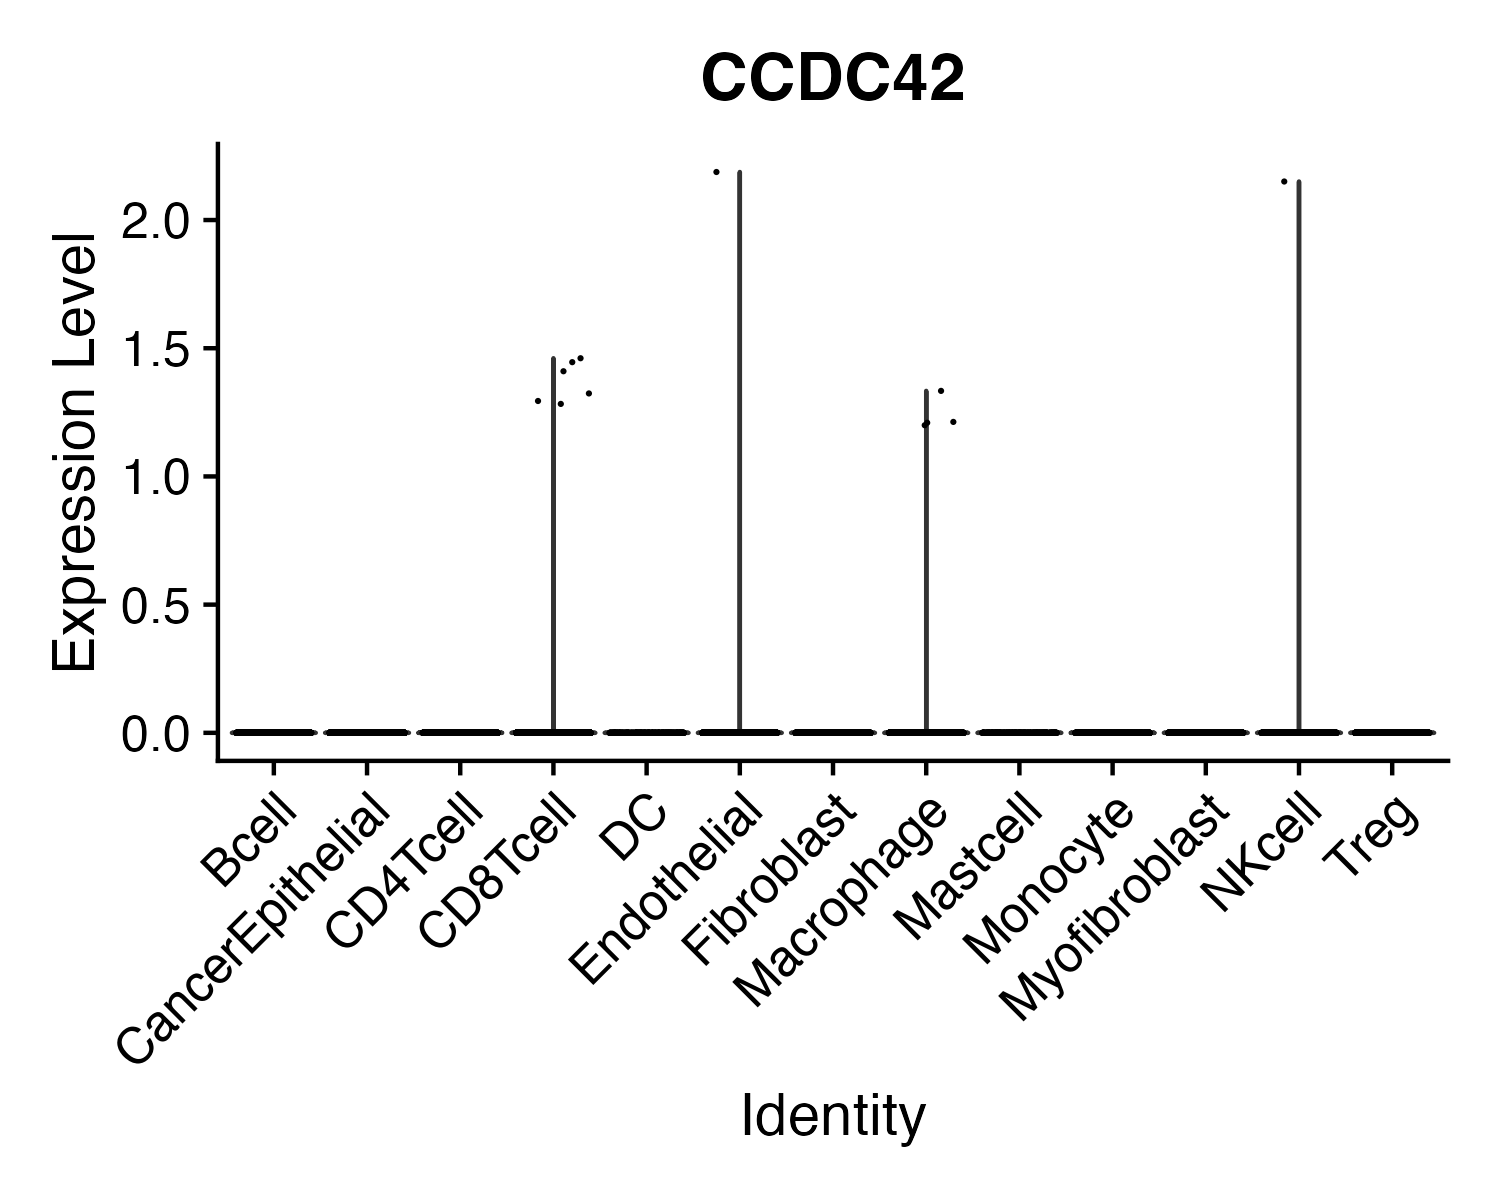 CCDC42
Expression Level
2.0
1.5
1.0
0.5
0.0
Bcell
CancerEpithelial
CD4Tcell
CD8Tcell
DC
Endothelial
Fibroblast
Macrophage
Mastcell
Monocyte
Myofibroblast
NKcell
Treg
Identity